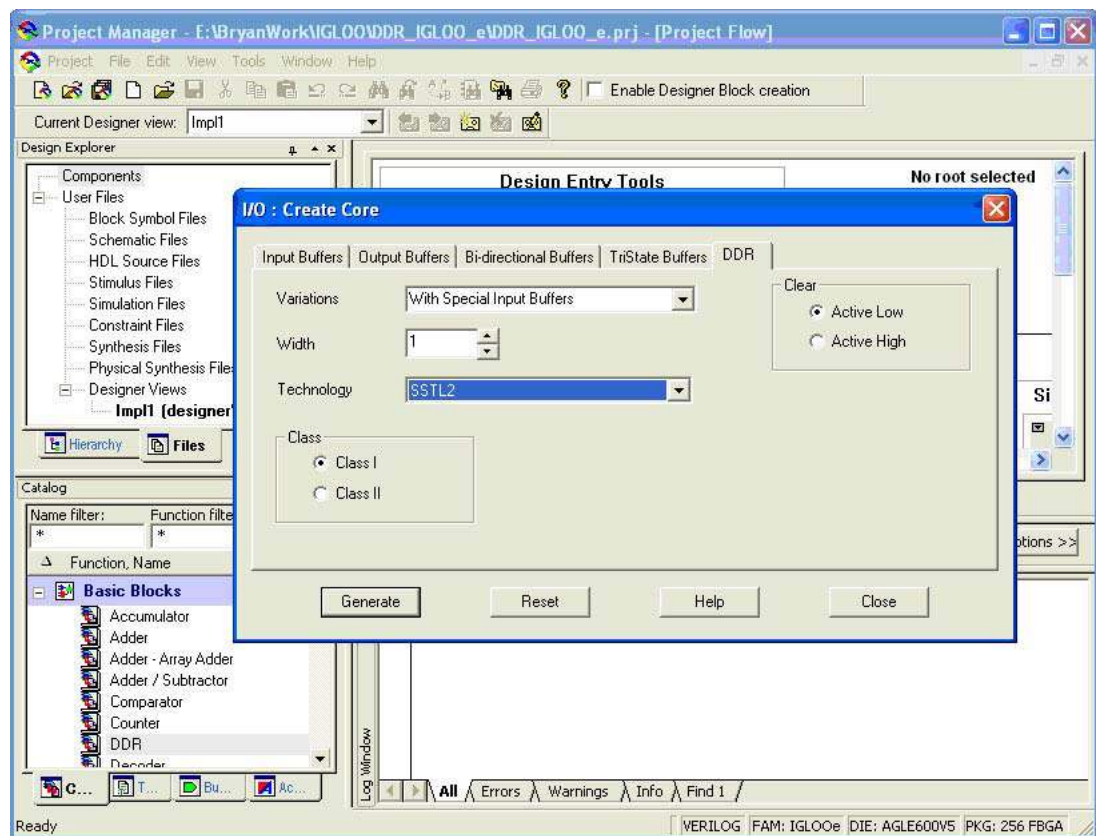 Project Manager - E:\BryanWork\IGLOO\DDR_IGLOO_e\DDR_IGLOO_e.prj - [Project Flow]
Project File Edit View Tools Window Help
Enable Designer Block creation
Current Designer view: Impl1
Design Explorer
Components
User Files
Block Symbol Files
Schematic Files
HDL Source Files
Stimulus Files
Simulation Files
Constraint Files
Synthesis Files
Physical Synthesis File
Designer Views
Impl1 (designer
Hierarchy Files
Design Entry Tools
No root selected
Si
I/O : Create Core
Input Buffers Output Buffers Bi-directional Buffers TriState Buffers DDR
Variations With Special Input Buffers
Width 1
Technology SSTL2
Class
Class I
Class II
Clear
Active Low
Active High
Generate Reset Help Close
Catalog
Name filter: Function filte
* *
Function, Name
Basic Blocks
Accumulator
Adder
Adder - Array Adder
Adder / Subtractor
Comparator
Counter
DDR
Decoder
C... T... Bu... Ac...
ptions >>
Log Window
All Errors Warnings Info Find 1
Ready
VERILOG FAM: IGLOOe DIE: AGLE600V5 PKG: 256 FBGA